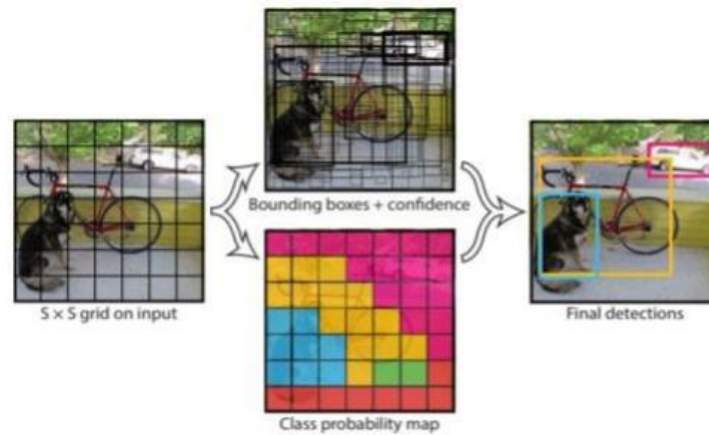 S × S grid on input
Bounding boxes + confidence
Class probability map
Final detections